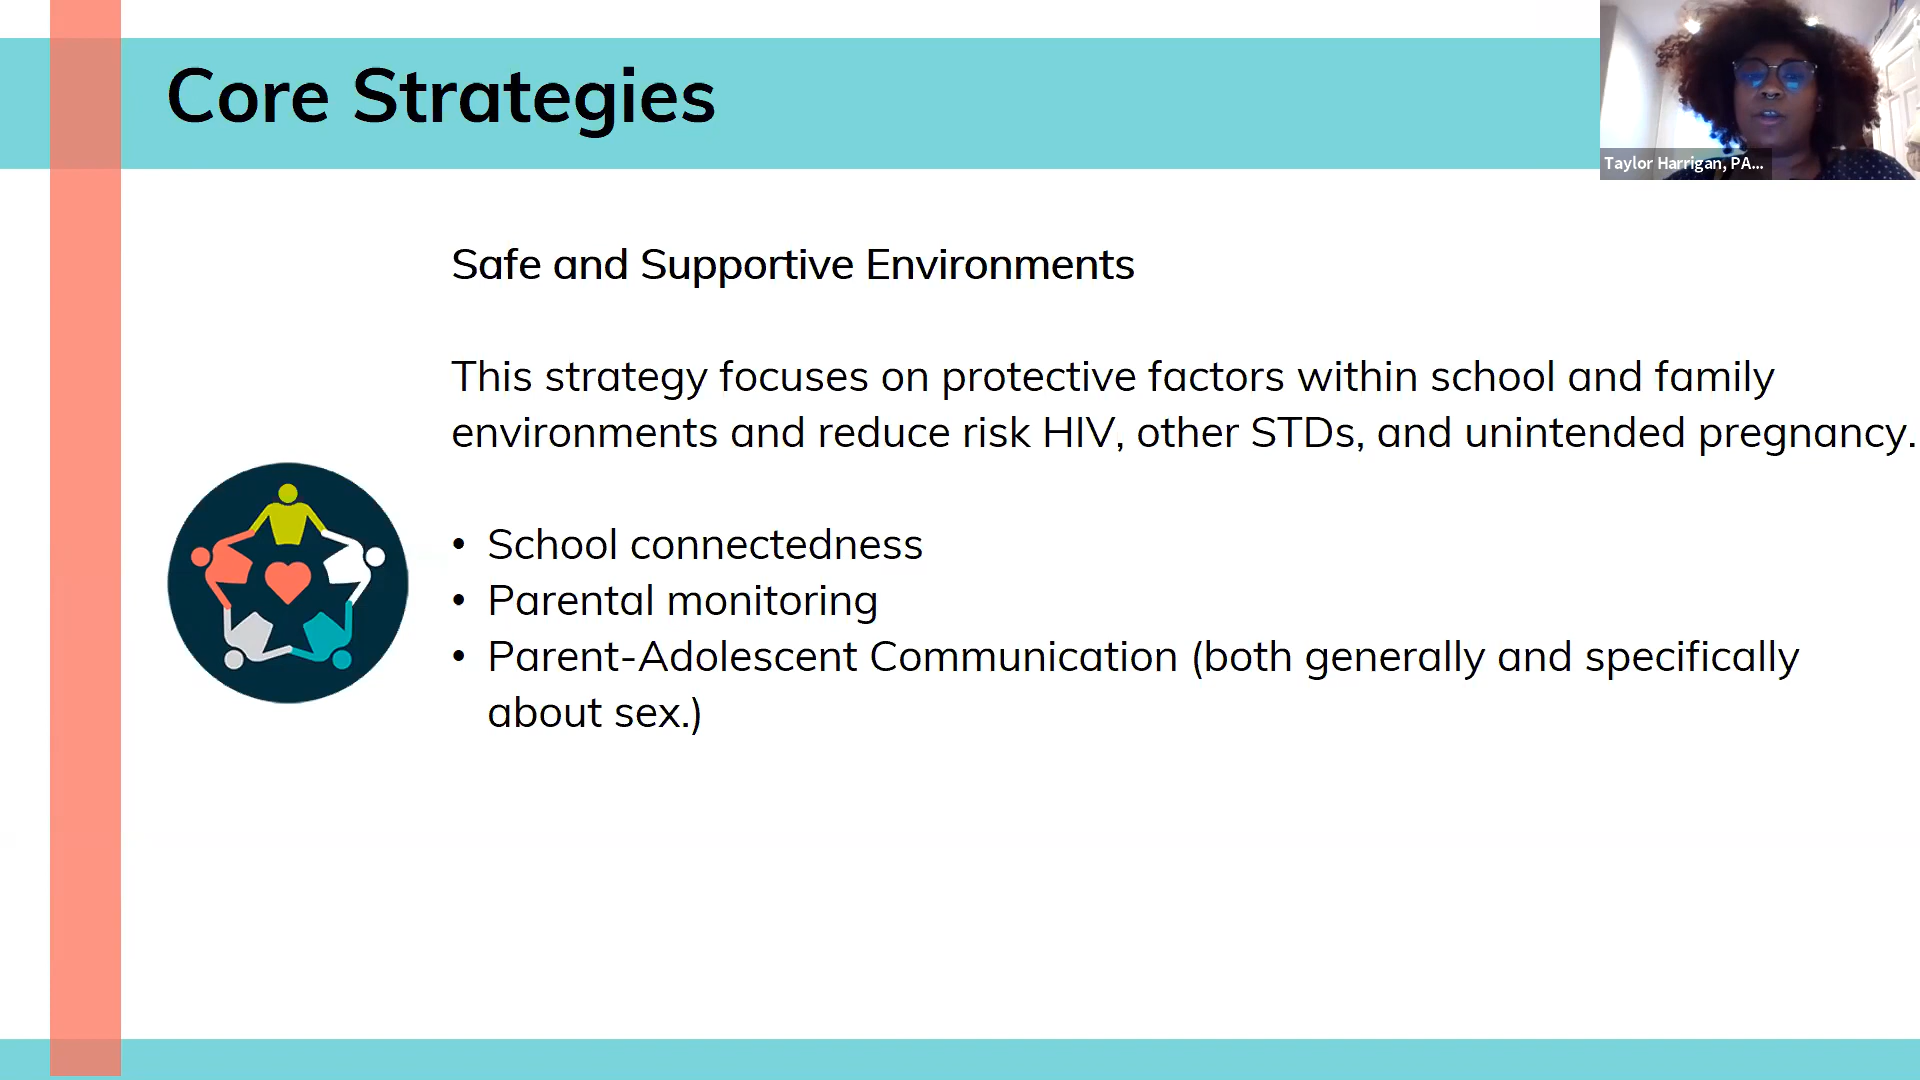 Core Strategies
Taylor Harrigan, PA...
Safe and Supportive Environments
This strategy focuses on protective factors within school and family
environments and reduce risk HIV, other STDs, and unintended pregnancy.
• School connectedness
• Parental monitoring
• Parent-Adolescent Communication (both generally and specifically
about sex.)